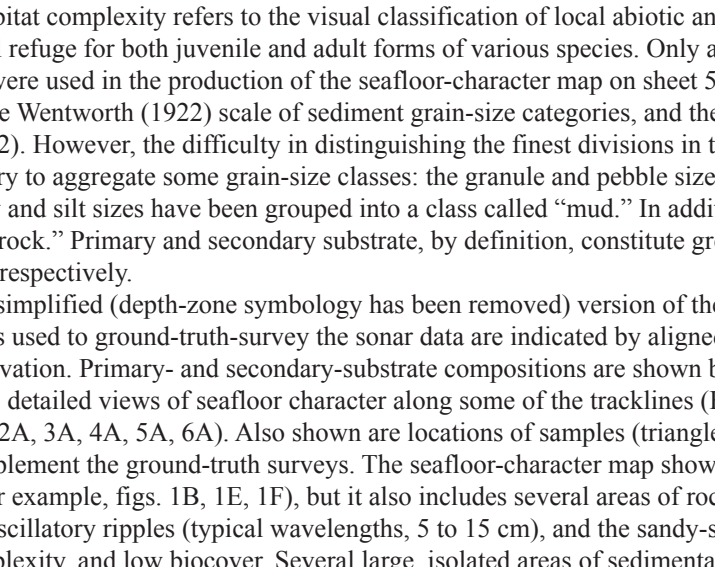 bitat complexity refers to the visual classification of local abiotic an
refuge for both juvenile and adult forms of various species. Only a
were used in the production of the seafloor-character map on sheet 5
e Wentworth (1922) scale of sediment grain-size categories, and the
2). However, the difficulty in distinguishing the finest divisions in t
ry to aggregate some grain-size classes: the granule and pebble size
and silt sizes have been grouped into a class called “mud.” In addi
rock.” Primary and secondary substrate, by definition, constitute gr
respectively.
simplified (depth-zone symbology has been removed) version of the
s used to ground-truth-survey the sonar data are indicated by aligne
vation. Primary- and secondary-substrate compositions are shown b
detailed views of seafloor character along some of the tracklines (
2A, 3A, 4A, 5A, 6A). Also shown are locations of samples (triangle
plement the ground-truth surveys. The seafloor-character map show
r example, figs. 1B, 1E, 1F), but it also includes several areas of roc
scillatory ripples (typical wavelengths, 5 to 15 cm), and the sandy-s
plexity, and low biocover. Several large, isolated areas of sedimenta